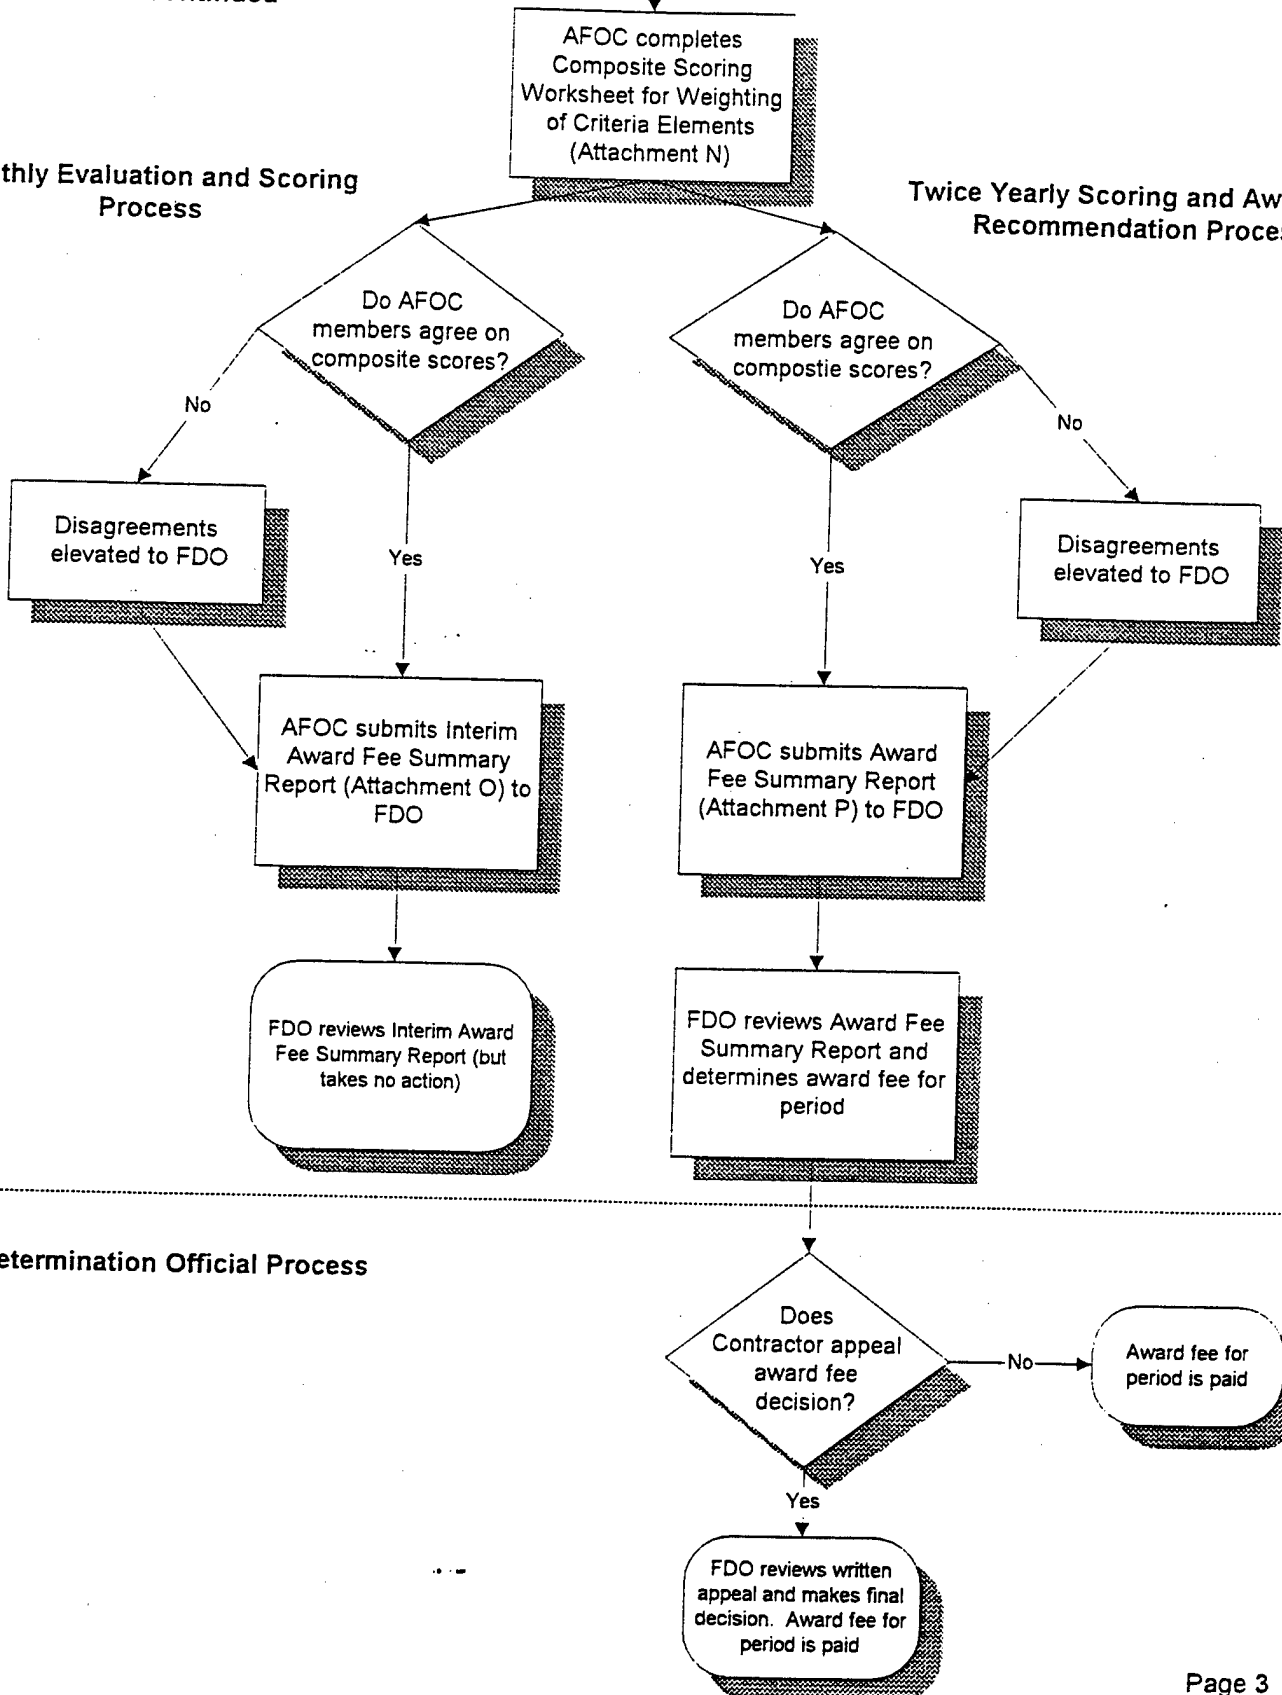 AFOC completes
Composite Scoring
Worksheet for Weighting
of Criteria Elements
(Attachment N)
thly Evaluation and Scoring
Process
Twice Yearly Scoring and Aw
Recommendation Proces
Do AFOC
members agree on
composite scores?
Do AFOC
members agree on
compostie scores?
No
No
Disagreements
elevated to FDO
Yes
Yes
Disagreements
elevated to FDO
AFOC submits Interim
Award Fee Summary
Report (Attachment O) to
FDO
AFOC submits Award
Fee Summary Report
(Attachment P) to FDO
FDO reviews Interim Award
Fee Summary Report (but
takes no action)
FDO reviews Award Fee
Summary Report and
determines award fee for
period
etermination Official Process
Does
Contractor appeal
award fee
decision?
No
Award fee for
period is paid
Yes
FDO reviews written
appeal and makes final
decision. Award fee for
period is paid
Page 3